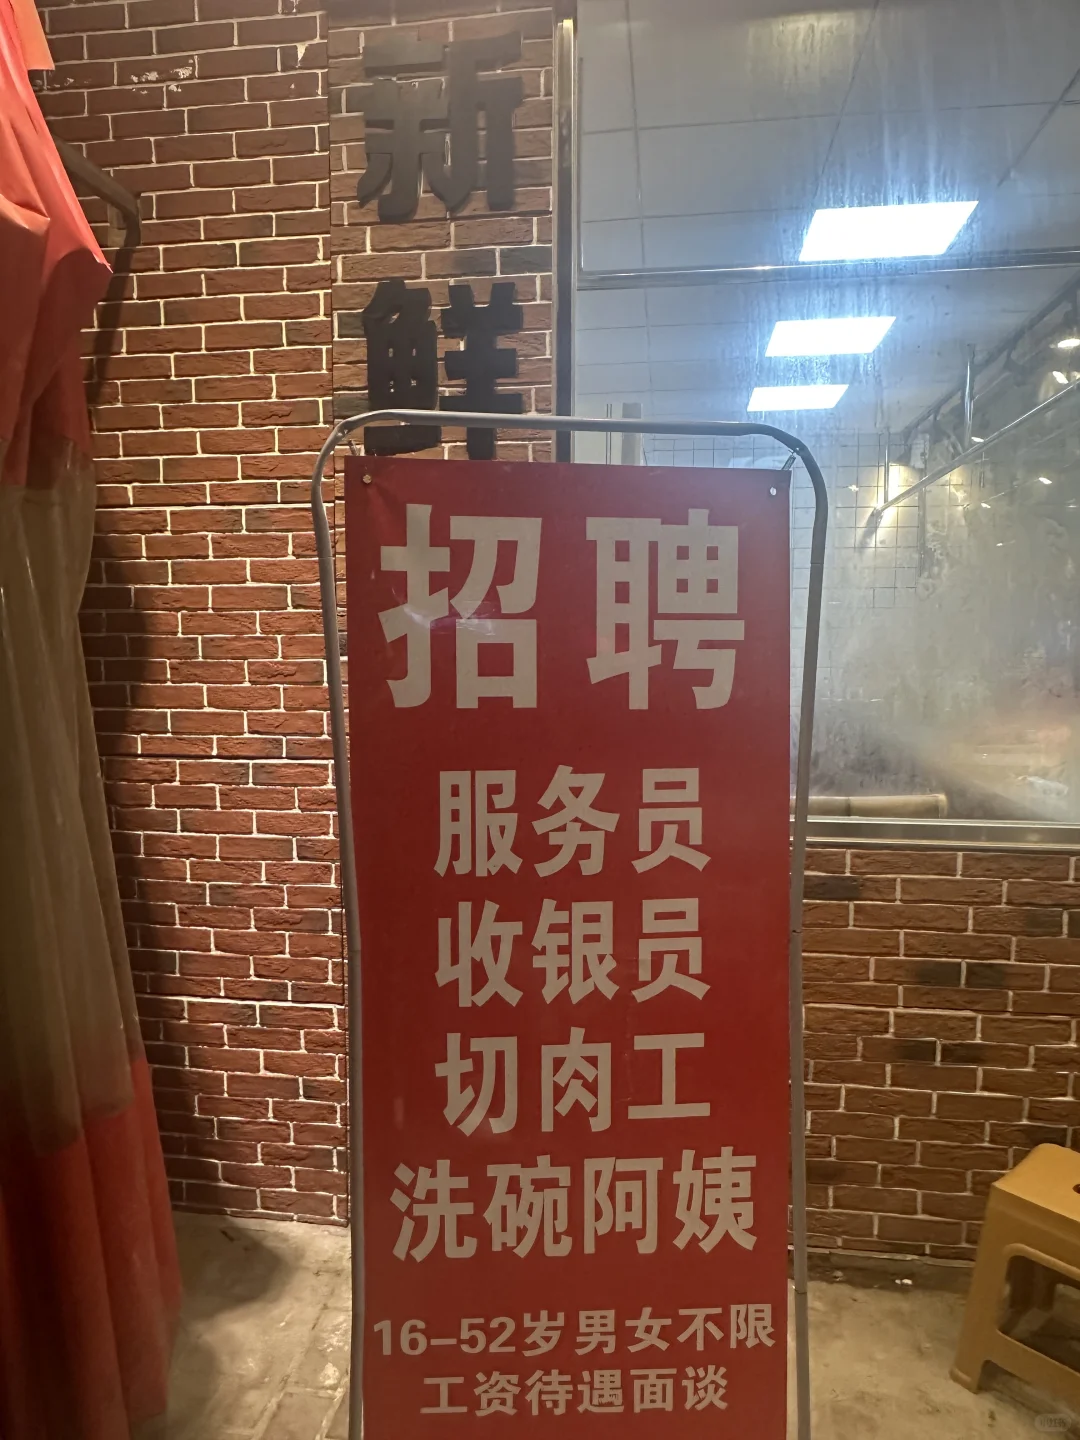 新鲜
招聘
服务员
收银员
切肉工
洗碗阿姨
16-52岁男女不限
工资待遇面谈